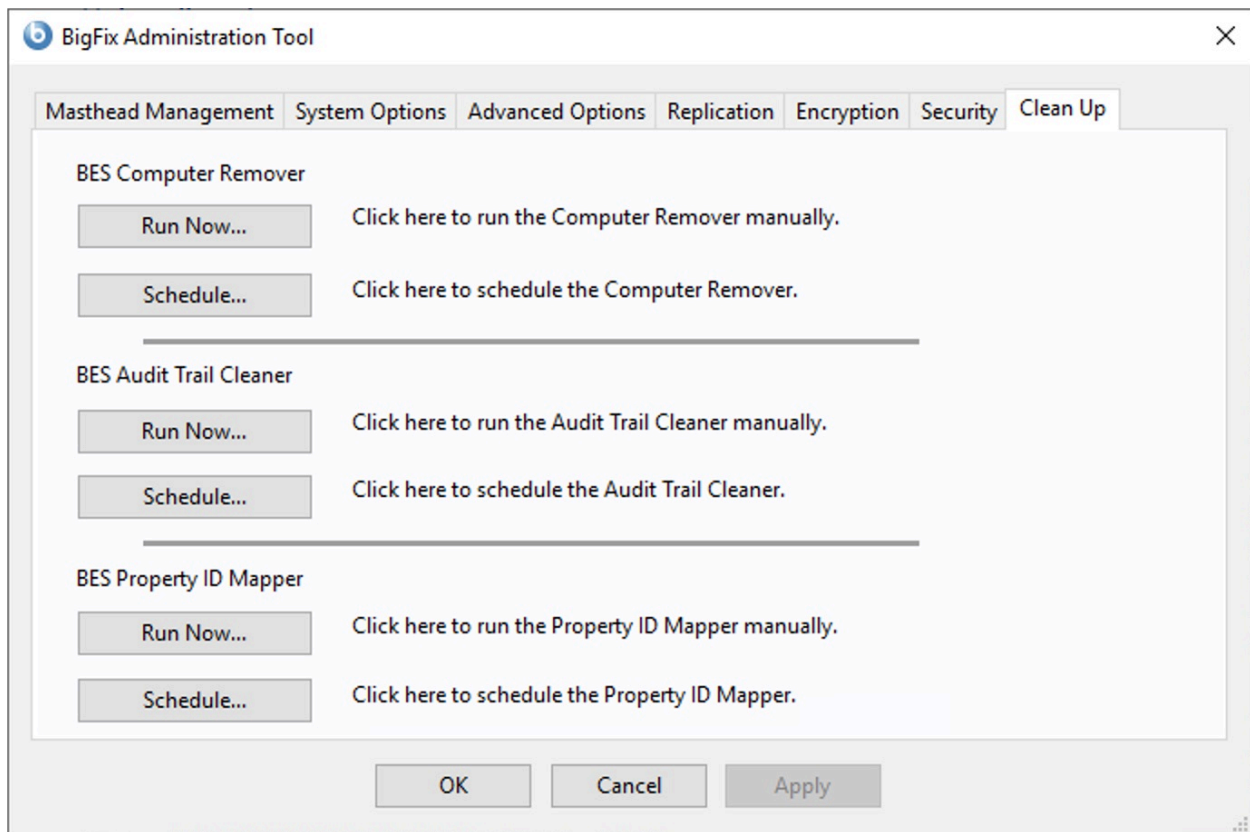 BigFix Administration Tool
Masthead Management System Options Advanced Options Replication Encryption Security Clean Up
BES Computer Remover
Run Now... Click here to run the Computer Remover manually.
Schedule... Click here to schedule the Computer Remover.
BES Audit Trail Cleaner
Run Now... Click here to run the Audit Trail Cleaner manually.
Schedule... Click here to schedule the Audit Trail Cleaner.
BES Property ID Mapper
Run Now... Click here to run the Property ID Mapper manually.
Schedule... Click here to schedule the Property ID Mapper.
OK Cancel Apply